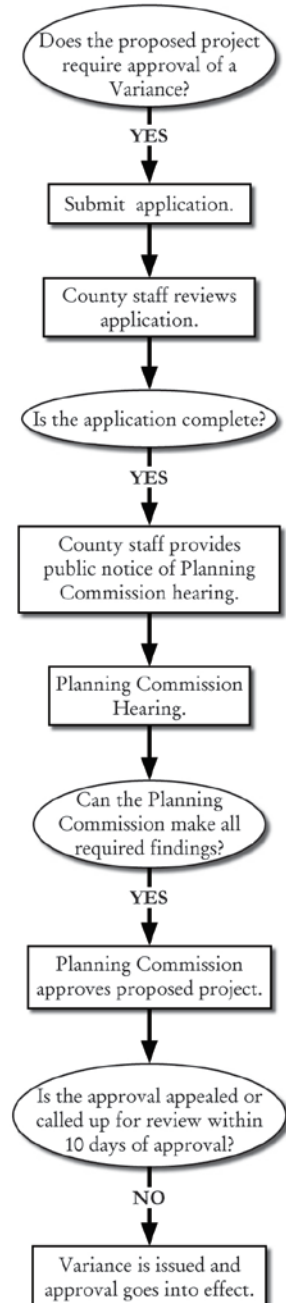 Does the proposed project
require approval of a
Variance?
YES
Submit application.
County staff reviews
application.
Is the application complete?
YES
County staff provides
public notice of Planning
Commission hearing.
Planning Commission
Hearing.
Can the Planning
Commission make all
required findings?
YES
Planning Commission
approves proposed project.
Is the approval appealed or
called up for review within
10 days of approval?
NO
Variance is issued and
approval goes into effect.